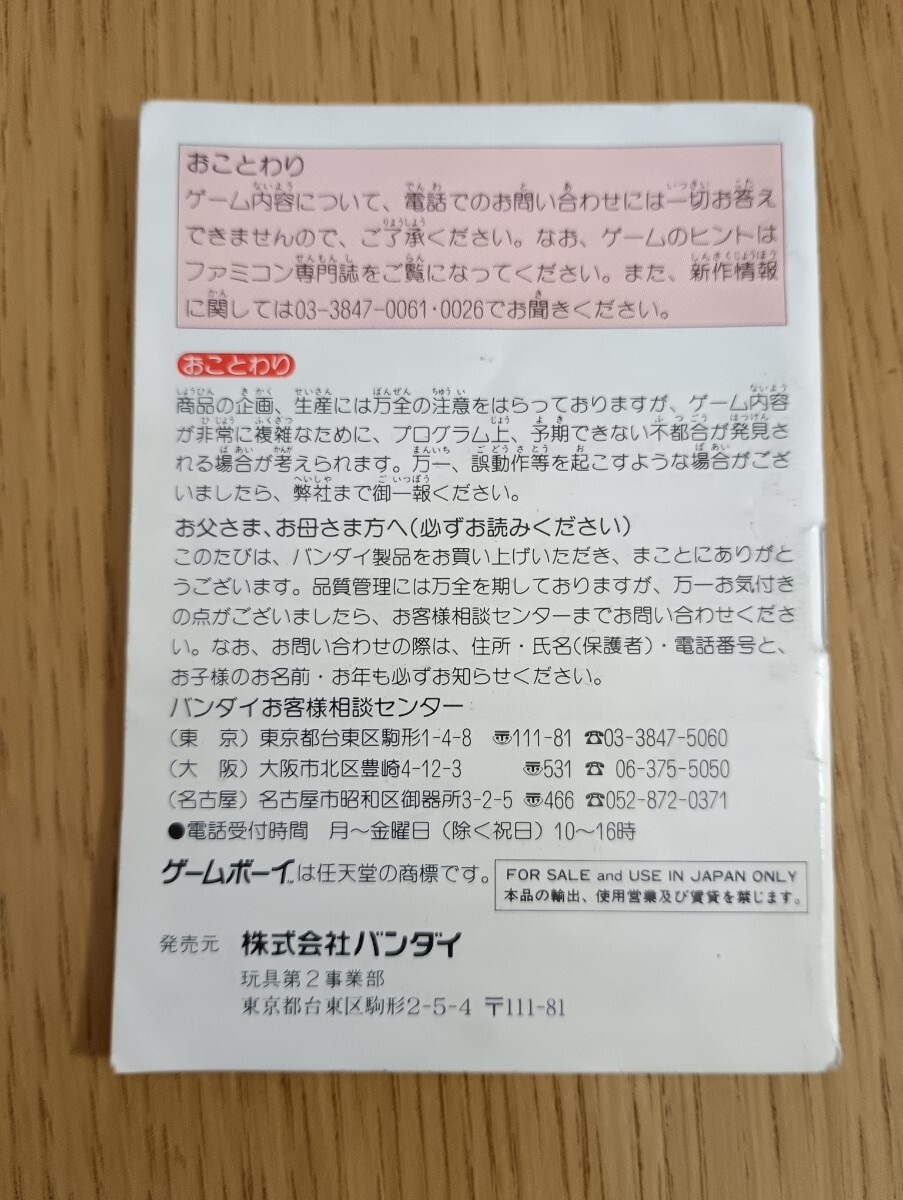 おことわり
ゲーム内容について、電話でのお問い合わせには一切お答え
できませんので、ご了承ください。なお、ゲームのヒントは
ファミコン専門誌をご覧になってください。また、新作情報
に関しては03-3847-0061・0026でお聞きください。
おことわり
商品の企画、生産には万全の注意をはらっておりますが、ゲーム内容
が非常に複雑なために、プログラム上、予期できない不都合が発見さ
れる場合が考えられます。万一、誤動作等を起こすような場合がござ
いましたら、弊社まで御一報ください。
お父さま、お母さま方へ(必ずお読みください)
このたびは、バンダイ製品をお買い上げいただき、まことにありがと
うございます。品質管理には万全を期しておりますが、万一お気付き
の点がございましたら、お客様相談センターまでお問い合わせくださ
い。なお、お問い合わせの際は、住所・氏名(保護者)・電話番号と、
お子様のお名前・お年も必ずお知らせください。
バンダイお客様相談センター
(東 京) 東京都台東区駒形1-4-8 〠111-81 ☎03-3847-5060
(大 阪) 大阪市北区豊崎4-12-3 〠531 ☎ 06-375-5050
(名古屋) 名古屋市昭和区御器所3-2-5 〠466 ☎052-872-0371
●電話受付時間 月〜金曜日(除く祝日)10〜16時
ゲームボーイ™は任天堂の商標です。
FOR SALE and USE IN JAPAN ONLY
本品の輸出、使用営業及び賃貸を禁じます。
発売元 株式会社バンダイ
玩具第2事業部
東京都台東区駒形2-5-4 〒111-81